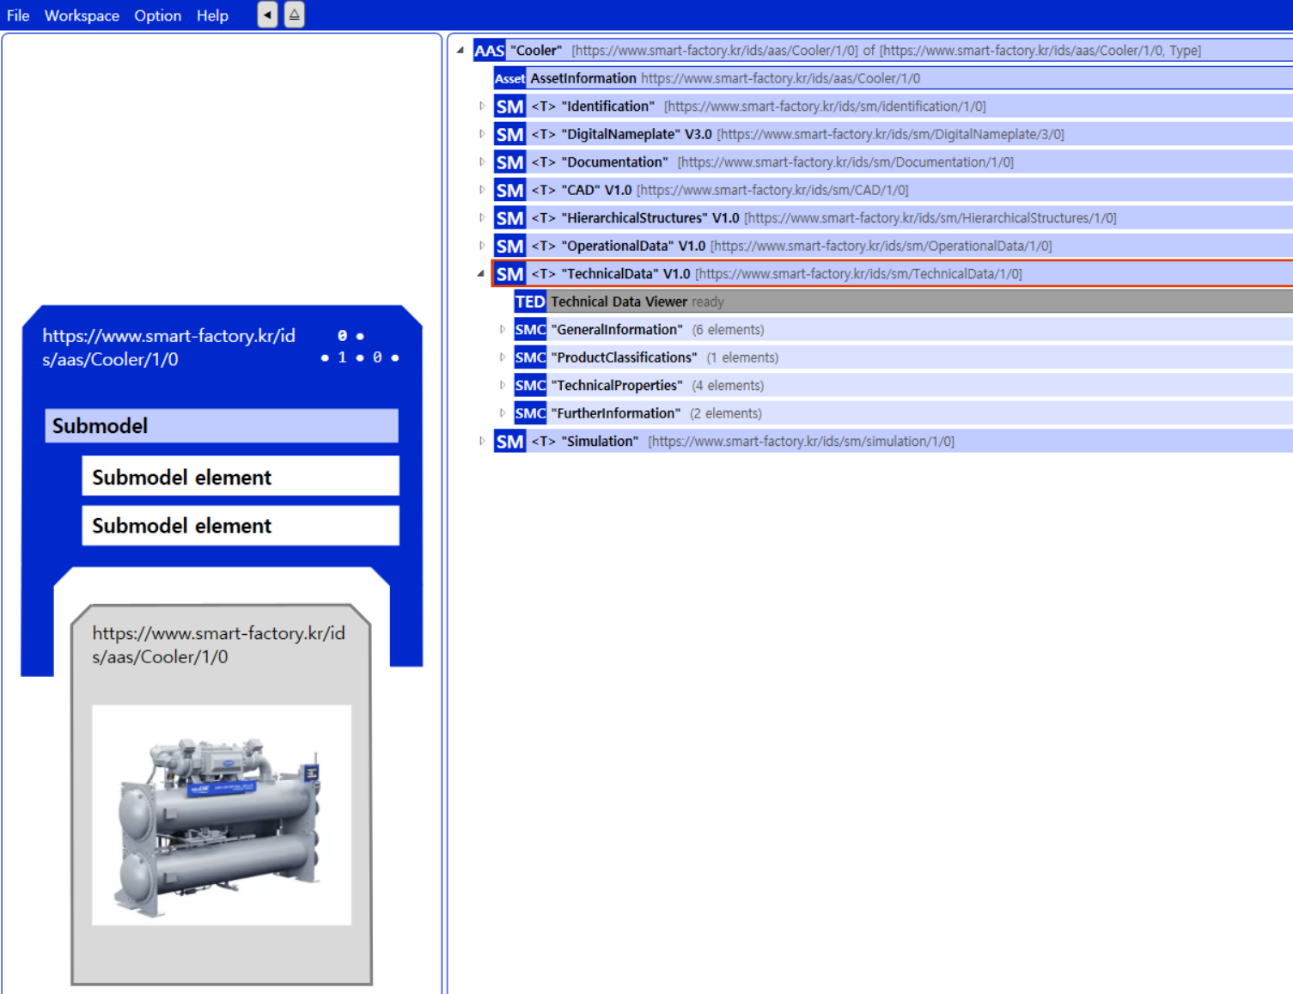 File Workspace Option Help
https://www.smart-factory.kr/id
s/aas/Cooler/1/0
0 •
• 1 • 0 •
Submodel
Submodel element
Submodel element
https://www.smart-factory.kr/id
s/aas/Cooler/1/0
AAS "Cooler" [https://www.smart-factory.kr/ids/aas/Cooler/1/0] of [https://www.smart-factory.kr/ids/aas/Cooler/1/0, Type]
Asset AssetInformation https://www.smart-factory.kr/ids/aas/Cooler/1/0
SM <T> "Identification" [https://www.smart-factory.kr/ids/sm/identification/1/0]
SM <T> "DigitalNameplate" V3.0 [https://www.smart-factory.kr/ids/sm/DigitalNameplate/3/0]
SM <T> "Documentation" [https://www.smart-factory.kr/ids/sm/Documentation/1/0]
SM <T> "CAD" V1.0 [https://www.smart-factory.kr/ids/sm/CAD/1/0]
SM <T> "HierarchicalStructures" V1.0 [https://www.smart-factory.kr/ids/sm/HierarchicalStructures/1/0]
SM <T> "OperationalData" V1.0 [https://www.smart-factory.kr/ids/sm/OperationalData/1/0]
SM <T> "TechnicalData" V1.0 [https://www.smart-factory.kr/ids/sm/TechnicalData/1/0]
TED Technical Data Viewer ready
SMC "GeneralInformation" (6 elements)
SMC "ProductClassifications" (1 elements)
SMC "TechnicalProperties" (4 elements)
SMC "FurtherInformation" (2 elements)
SM <T> "Simulation" [https://www.smart-factory.kr/ids/sm/simulation/1/0]